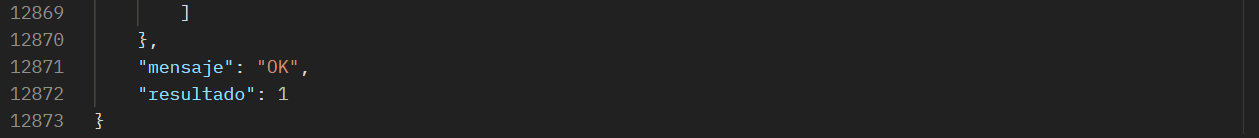 12869 ]
12870 },
12871 "mensaje": "OK",
12872 "resultado": 1
12873 }